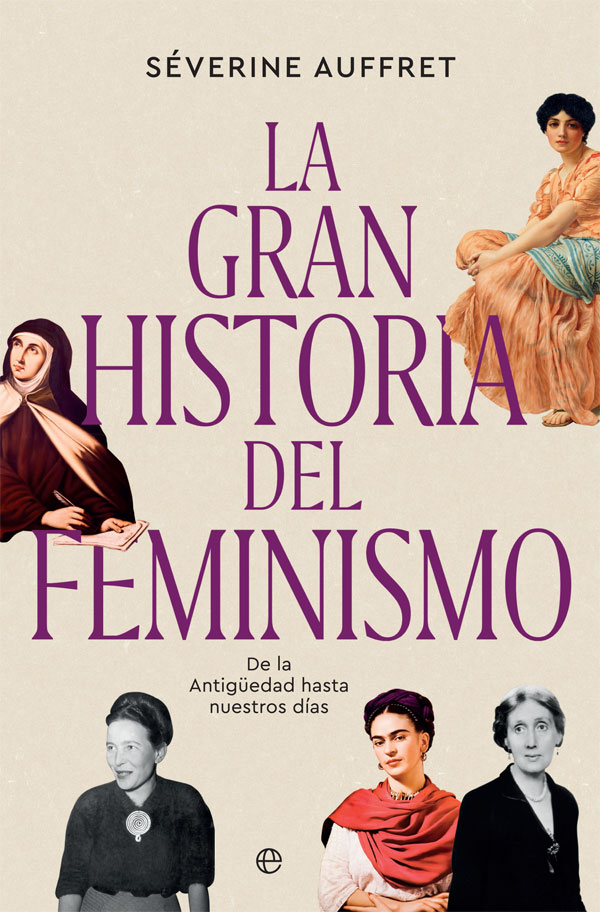 SÉVERINE AUFFRET
LA
GRAN
HISTORIA
DEL
FEMINISMO
De la
Antigüedad hasta
nuestros días